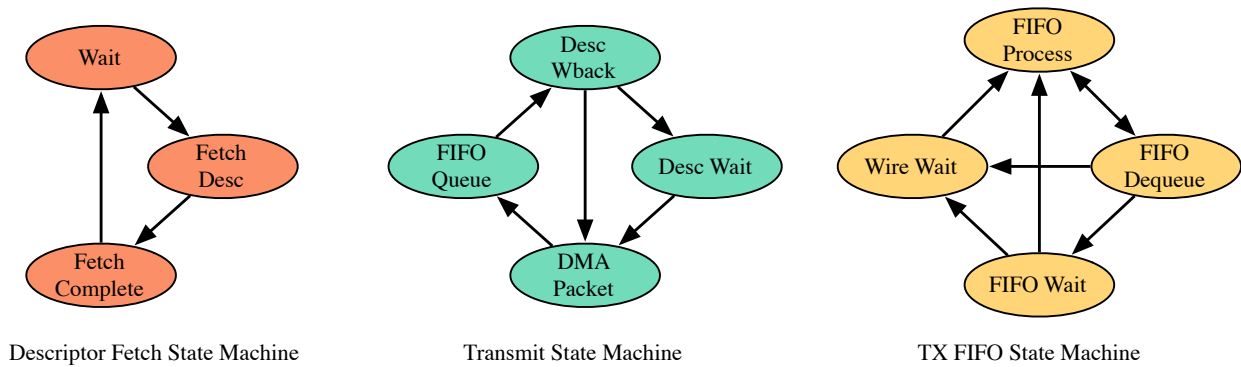 Wait
Fetch
Desc
Fetch
Complete
Descriptor Fetch State Machine
Desc
Wback
FIFO
Queue
Desc Wait
DMA
Packet
Transmit State Machine
FIFO
Process
Wire Wait
FIFO
Dequeue
FIFO Wait
TX FIFO State Machine